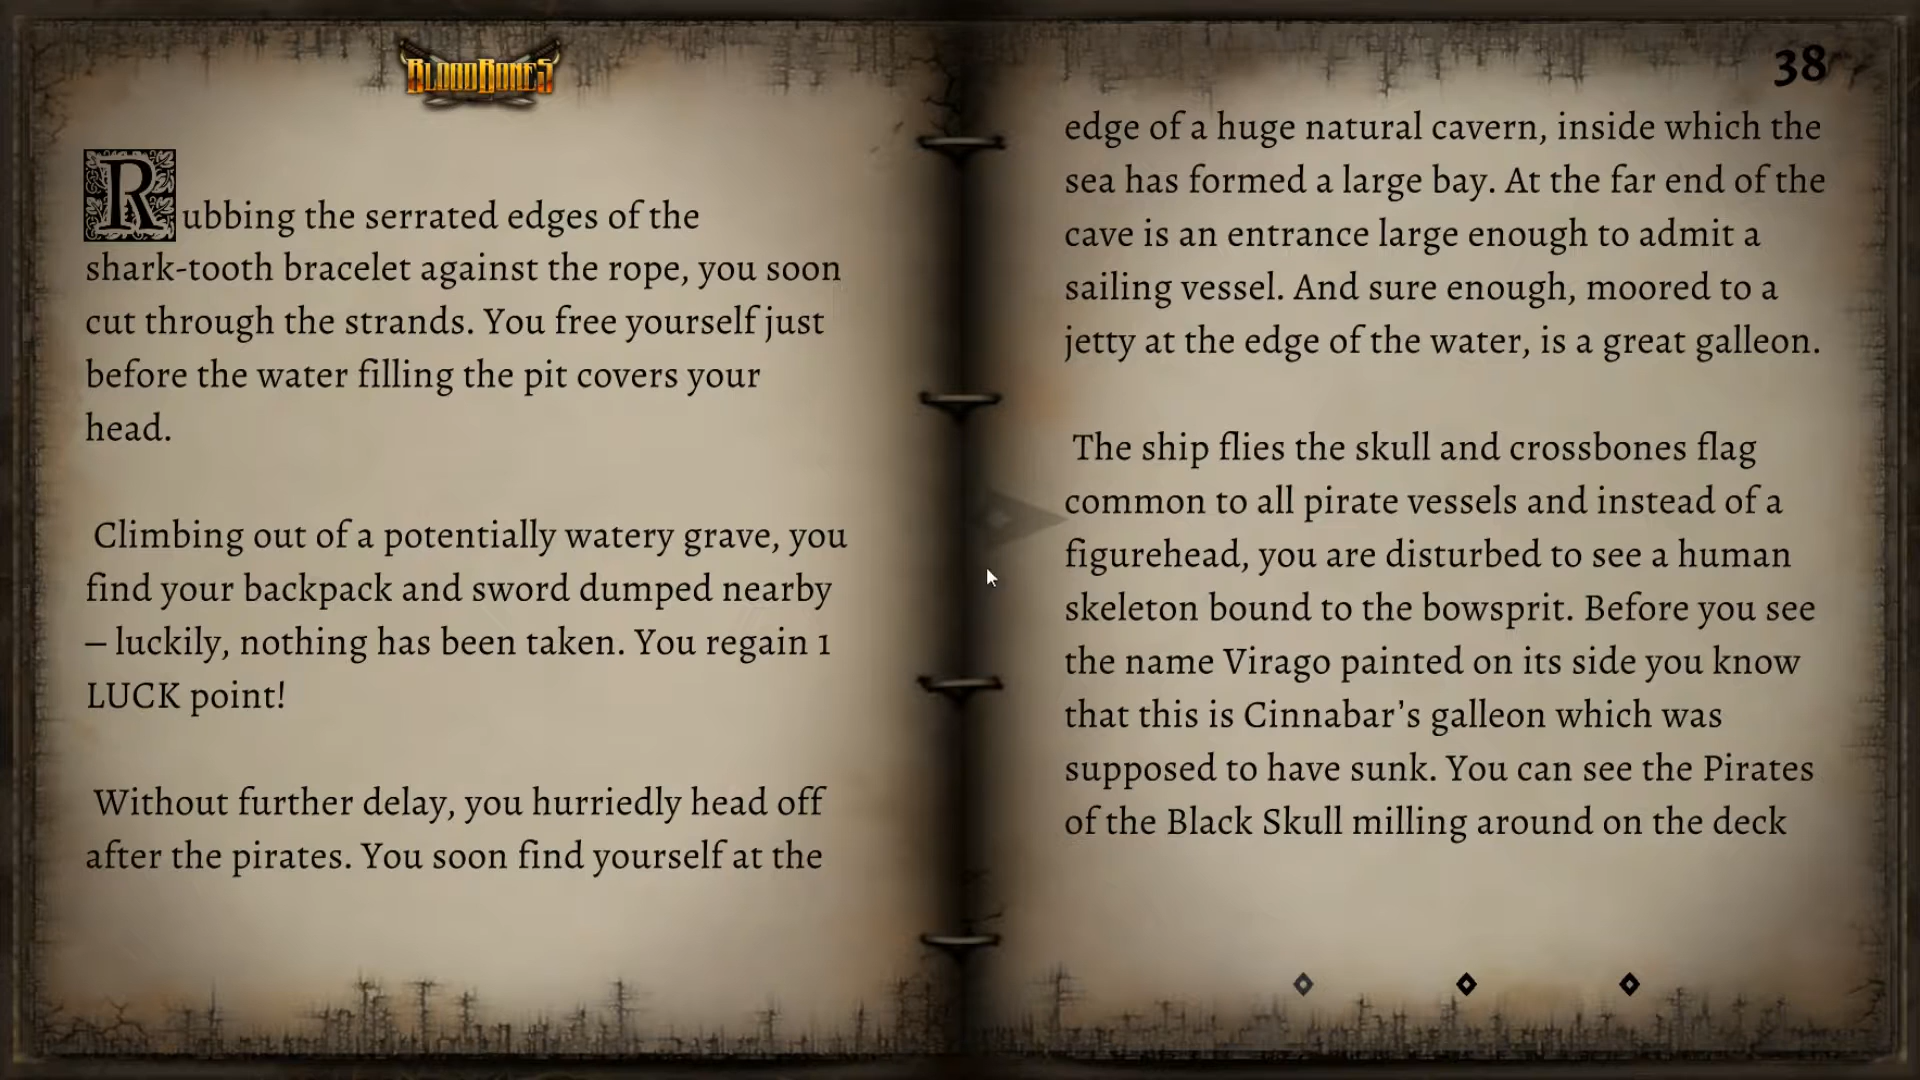 BLOODBONES
Rubbing the serrated edges of the
shark-tooth bracelet against the rope, you soon
cut through the strands. You free yourself just
before the water filling the pit covers your
head.
Climbing out of a potentially watery grave, you
find your backpack and sword dumped nearby
– luckily, nothing has been taken. You regain 1
LUCK point!
Without further delay, you hurriedly head off
after the pirates. You soon find yourself at the
38
edge of a huge natural cavern, inside which the
sea has formed a large bay. At the far end of the
cave is an entrance large enough to admit a
sailing vessel. And sure enough, moored to a
jetty at the edge of the water, is a great galleon.
The ship flies the skull and crossbones flag
common to all pirate vessels and instead of a
figurehead, you are disturbed to see a human
skeleton bound to the bowsprit. Before you see
the name Virago painted on its side you know
that this is Cinnabar’s galleon which was
supposed to have sunk. You can see the Pirates
of the Black Skull milling around on the deck